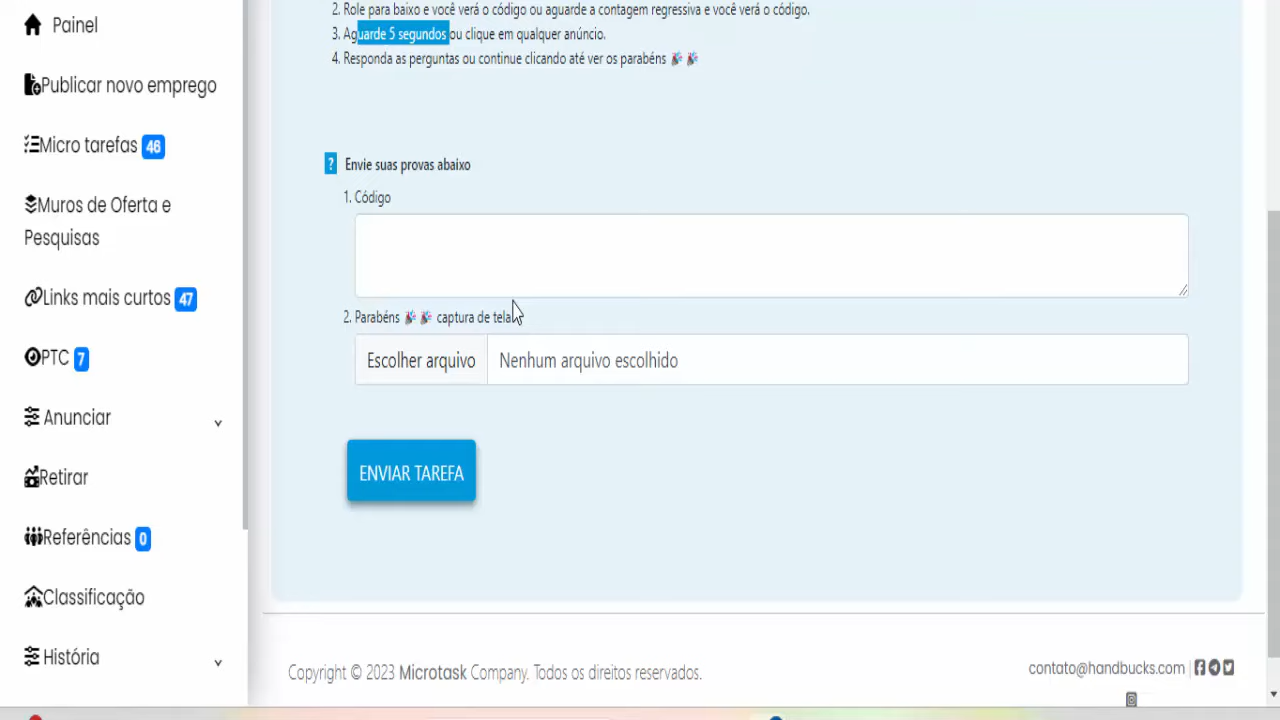 Painel
Publicar novo emprego
Micro tarefas 46
Muros de Oferta e
Pesquisas
Links mais curtos 47
PTC 7
Anunciar
Retirar
Referências 0
Classificação
História
2. Role para baixo e você verá o código ou aguarde a contagem regressiva e você verá o código.
3. Aguarde 5 segundos ou clique em qualquer anúncio.
4. Responda as perguntas ou continue clicando até ver os parabéns 🎉 🎉
? Envie suas provas abaixo
1. Código
2. Parabéns 🎉 🎉 captura de tela
Escolher arquivo Nenhum arquivo escolhido
ENVIAR TAREFA
Copyright © 2023 Microtask Company. Todos os direitos reservados.
contato@handbucks.com |